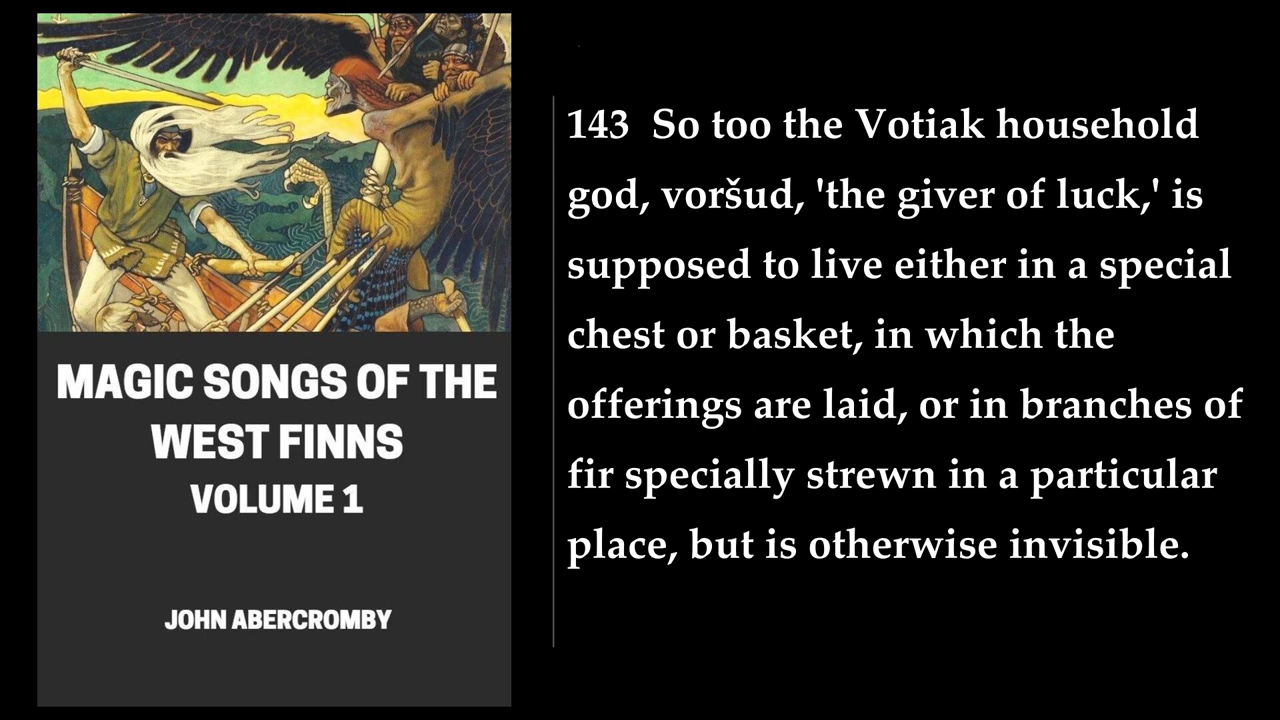 MAGIC SONGS OF THE
WEST FINNS
VOLUME 1
JOHN ABERCROMBY
143 So too the Votiak household
god, voršud, 'the giver of luck,' is
supposed to live either in a special
chest or basket, in which the
offerings are laid, or in branches of
fir specially strewn in a particular
place, but is otherwise invisible.